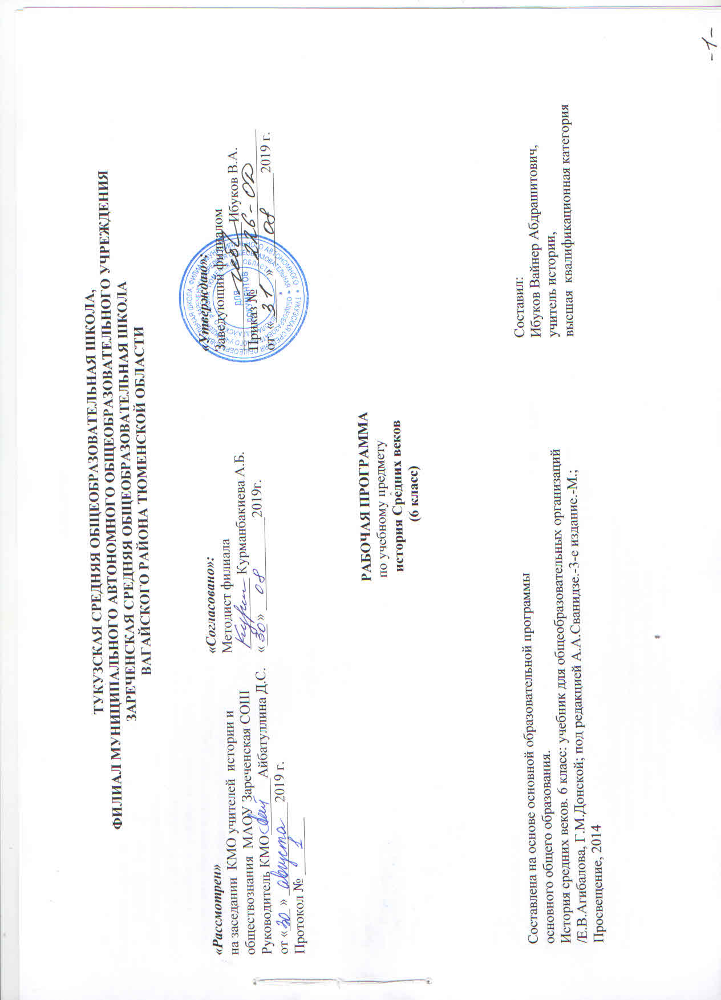 ТУКУЗСКАЯ СРЕДНЯЯ ОБЩЕОБРАЗОВАТЕЛЬНАЯ ШКОЛА,
ФИЛИАЛ МУНИЦИПАЛЬНОГО АВТОНОМНОГО ОБЩЕОБРАЗОВАТЕЛЬНОГО УЧРЕЖДЕНИЯ
ЗАРЕЧЕНСКАЯ СРЕДНЯЯ ОБЩЕОБРАЗОВАТЕЛЬНАЯ ШКОЛА
ВАГАЙСКОГО РАЙОНА ТЮМЕНСКОЙ ОБЛАСТИ
«Рассмотрен»
на заседании КМО учителей истории и
обществознания МАОУ Зареченская СОШ
Руководитель КМО Айбатуллина Д.С.
от «30» августа 2019 г.
Протокол № 1
«Согласовано»:
Методист филиала
Курманбакиева А.Б.
«30» 08 2019г.
«Утверждаю»:
Заведующий филиалом
Ибуков В.А.
Приказ №
от «31» 08 2019 г.
ДЛЯ
ДОКУМЕНТОВ
РАБОЧАЯ ПРОГРАММА
по учебному предмету
история Средних веков
(6 класс)
Составлена на основе основной образовательной программы
основного общего образования.
История средних веков. 6 класс: учебник для общеобразовательных организаций
/Е.В.Агибалова, Г.М.Донской; под редакцией А.А.Сванидзе.-3-е издание.-М.;
Просвещение, 2014
Составил:
Ибуков Вайнер Абдрашитович,
учитель истории,
высшая квалификационная категория
-1-